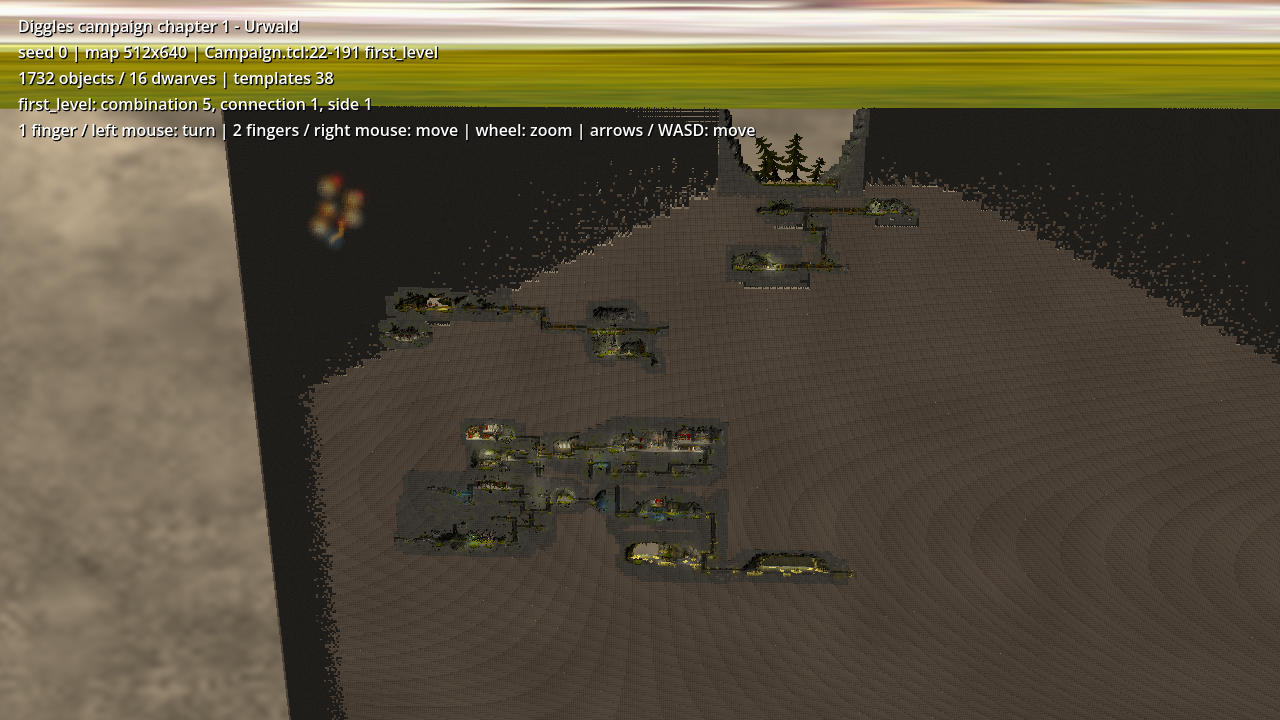 Diggles campaign chapter 1 - Urwald
seed 0 | map 512x640 | Campaign.tcl:22-191 first_level
1732 objects / 16 dwarves | templates 38
first_level: combination 5, connection 1, side 1
1 finger / left mouse: turn | 2 fingers / right mouse: move | wheel: zoom | arrows / WASD: move